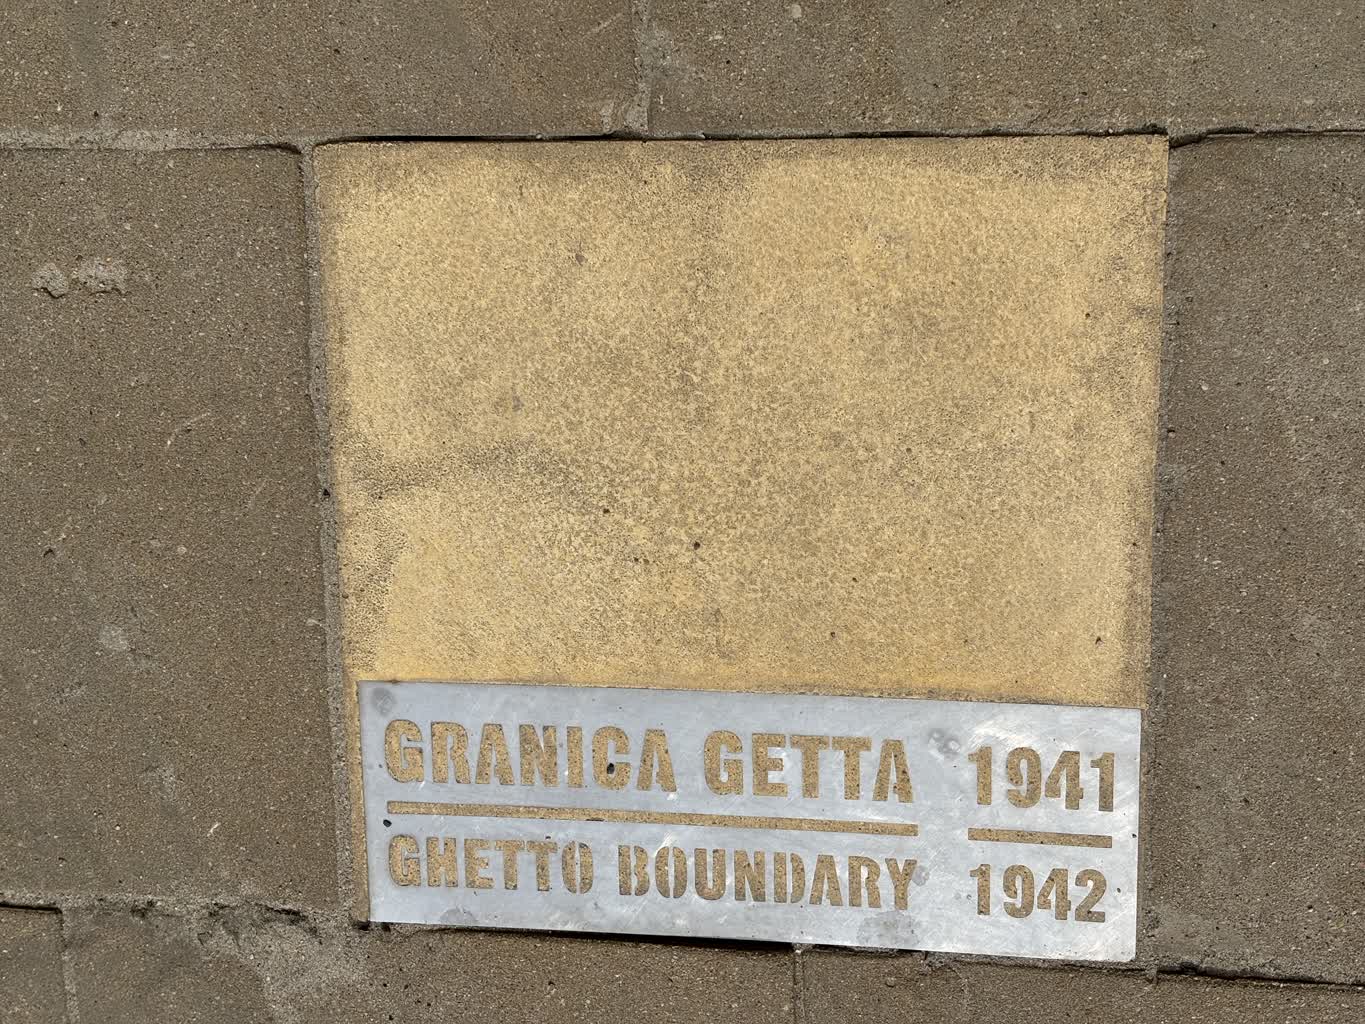 GRANICA GETTA 1941
GHETTO BOUNDARY 1942